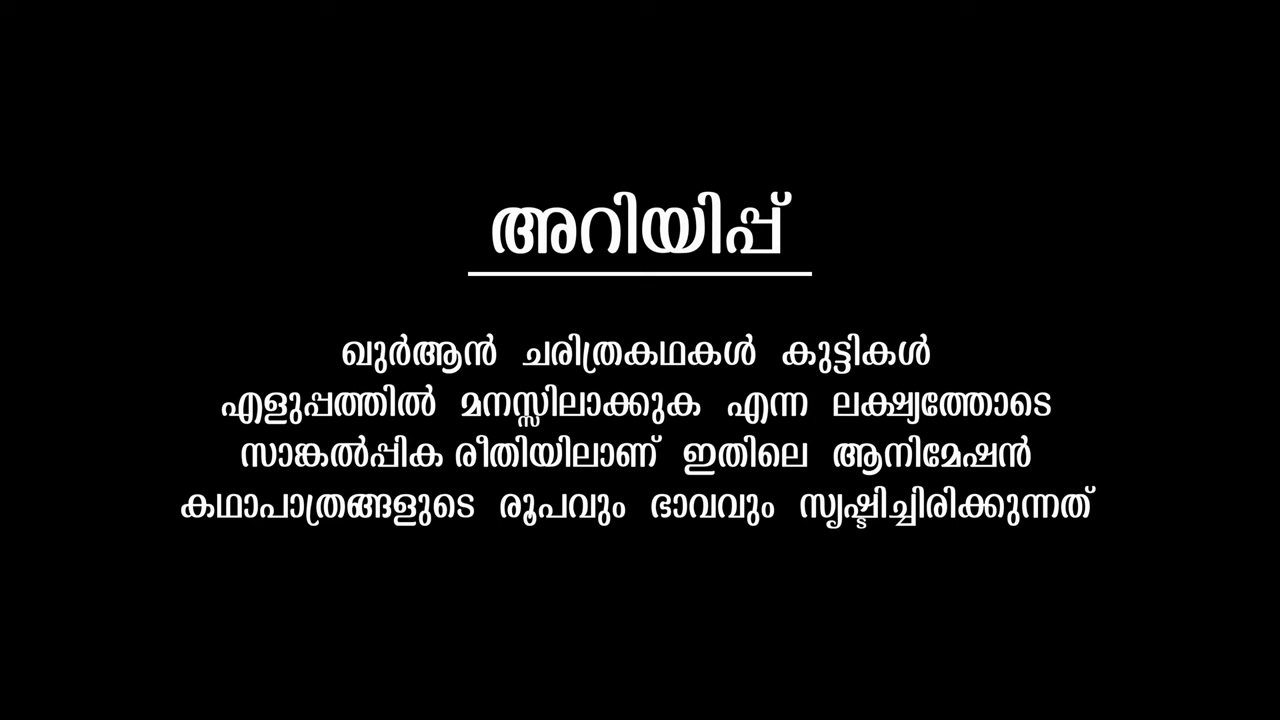 അറിയിപ്പ്
ഖുർആൻ ചരിത്രകഥകൾ കുട്ടികൾ
എളുപ്പത്തിൽ മനസ്സിലാക്കുക എന്ന ലക്ഷ്യത്തോടെ
സാങ്കൽപ്പിക രീതിയിലാണ് ഇതിലെ ആനിമേഷൻ
കഥാപാത്രങ്ങളുടെ രൂപവും ഭാവവും സൃഷ്ടിച്ചിരിക്കുന്നത്